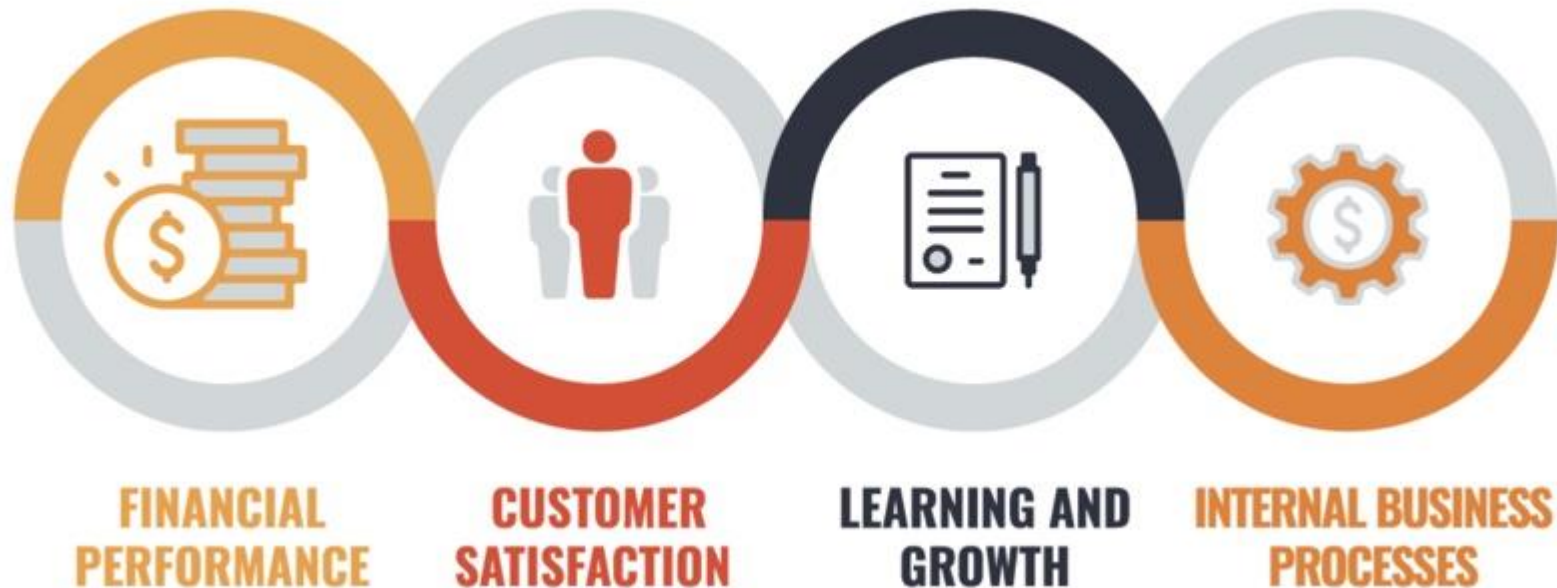 FINANCIAL
PERFORMANCE
CUSTOMER
SATISFACTION
LEARNING AND
GROWTH
INTERNAL BUSINESS
PROCESSES
$
$